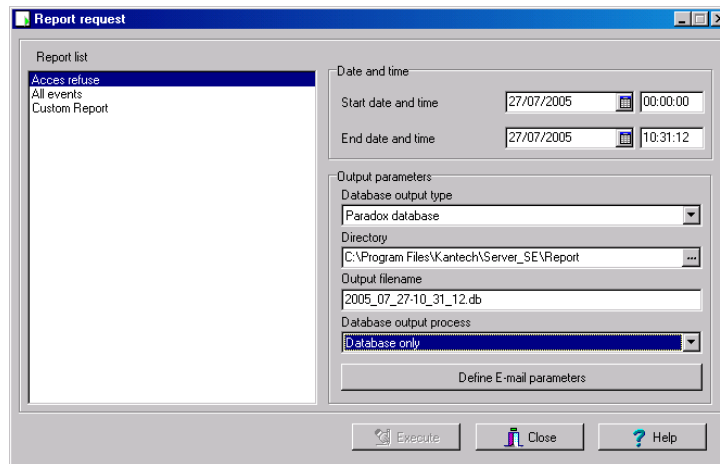 Report request
Report list
Acces refuse
All events
Custom Report
Date and time
Start date and time 27/07/2005 00:00:00
End date and time 27/07/2005 10:31:12
Output parameters
Database output type
Paradox database
Directory
C:\Program Files\Kantech\Server_SE\Report ...
Output filename
2005_07_27-10_31_12.db
Database output process
Database only
Define E-mail parameters
Execute Close ? Help